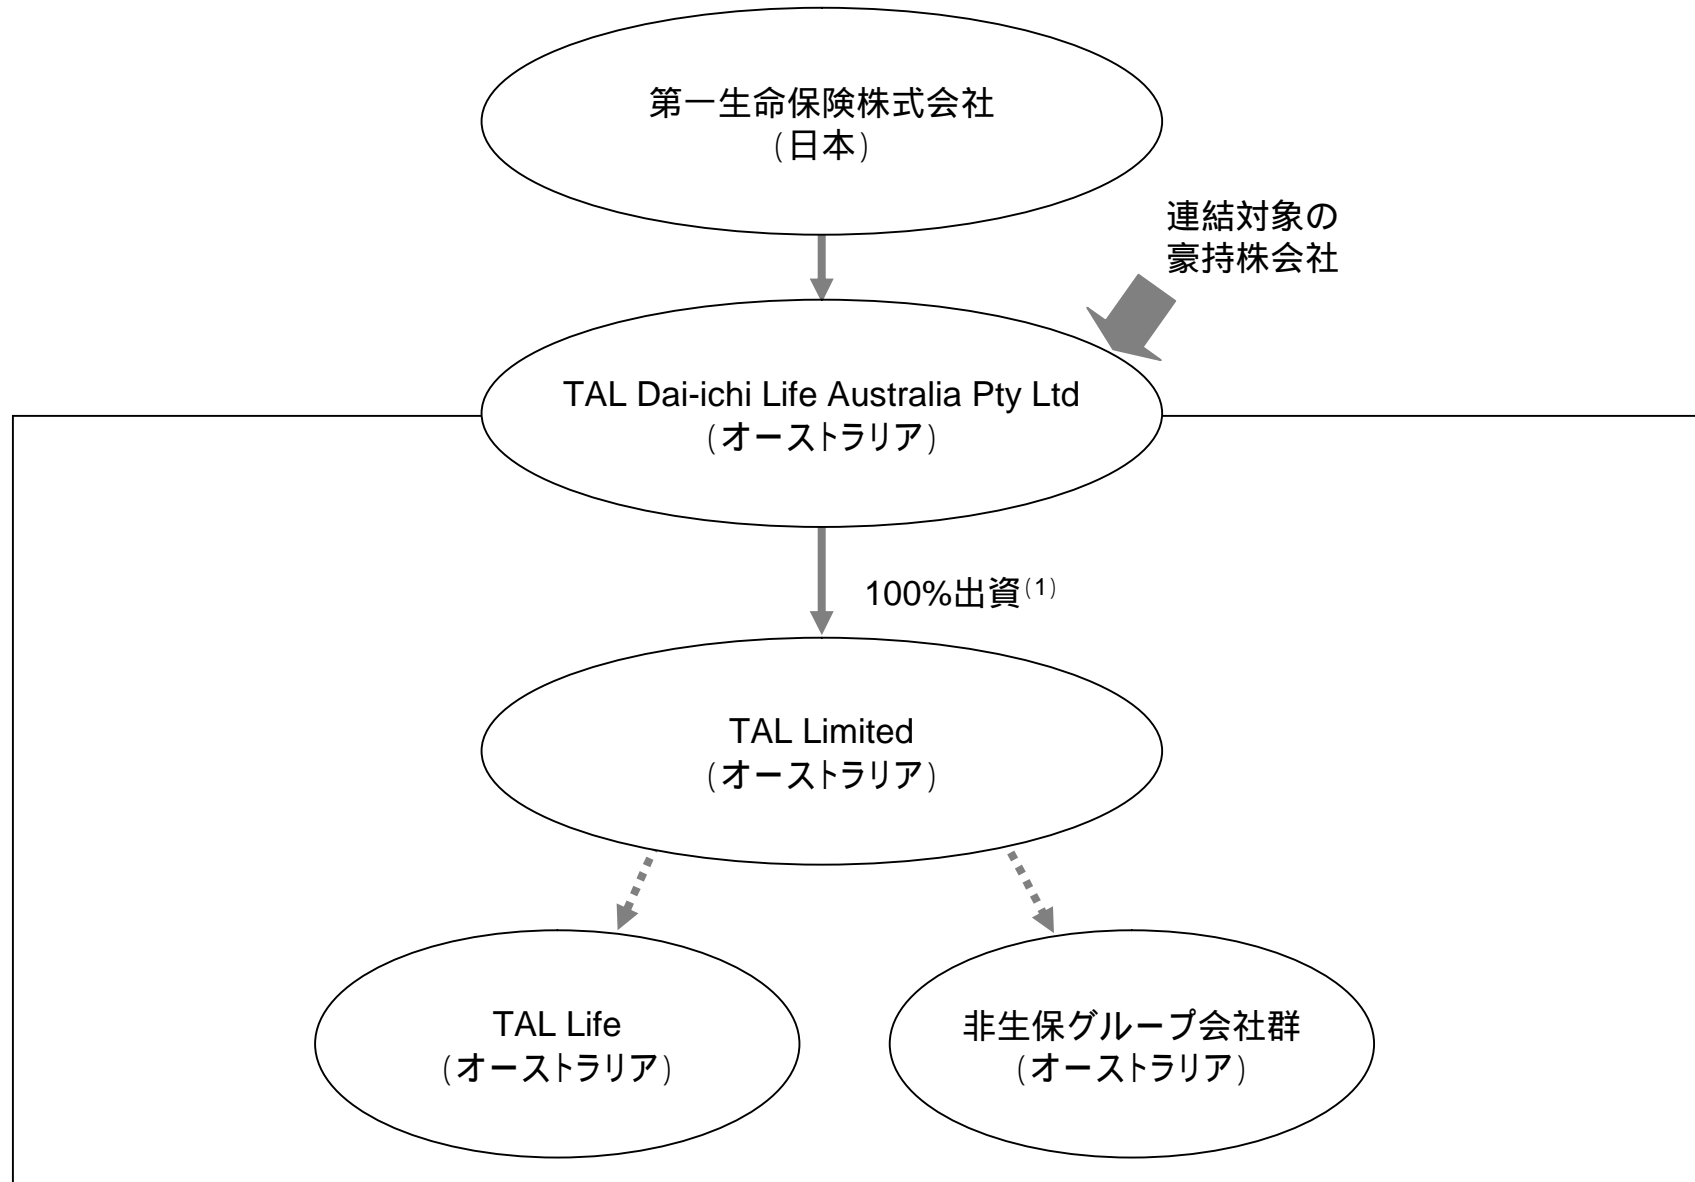 第一生命保険株式会社
(日本)
連結対象の
豪持株会社
TAL Dai-ichi Life Australia Pty Ltd
(オーストラリア)
100%出資(1)
TAL Limited
(オーストラリア)
TAL Life
(オーストラリア)
非生保グループ会社群
(オーストラリア)